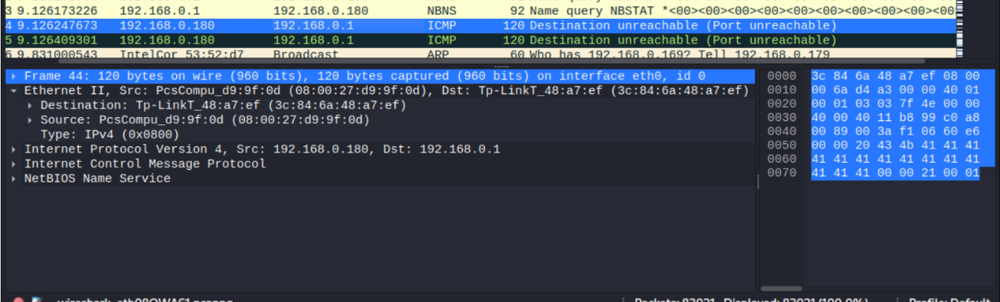 3 9.126173226 192.168.0.1 192.168.0.180 NBNS 92 Name query NBSTAT *<00><00><00><00><00><00><00><00><00><00><00>
4 9.126247673 192.168.0.180 192.168.0.1 ICMP 120 Destination unreachable (Port unreachable)
5 9.126409301 192.168.0.180 192.168.0.1 ICMP 120 Destination unreachable (Port unreachable)
6 9.831000543 IntelCor_53:52:d7 Broadcast ARP 60 Who has 192.168.0.169? Tell 192.168.0.179
Frame 44: 120 bytes on wire (960 bits), 120 bytes captured (960 bits) on interface eth0, id 0
Ethernet II, Src: PcsCompu_d9:9f:0d (08:00:27:d9:9f:0d), Dst: Tp-LinkT_48:a7:ef (3c:84:6a:48:a7:ef)
Destination: Tp-LinkT_48:a7:ef (3c:84:6a:48:a7:ef)
Source: PcsCompu_d9:9f:0d (08:00:27:d9:9f:0d)
Type: IPv4 (0x0800)
Internet Protocol Version 4, Src: 192.168.0.180, Dst: 192.168.0.1
Internet Control Message Protocol
NetBIOS Name Service
0000 3c 84 6a 48 a7 ef 08 00
0010 00 6a d4 a3 00 00 40 01
0020 00 01 03 03 7f 4e 00 00
0030 40 00 40 11 b8 99 c0 a8
0040 00 89 00 3a f1 06 60 e6
0050 00 00 20 43 4b 41 41 41
0060 41 41 41 41 41 41 41 41
0070 41 41 41 00 00 21 00 01
Packets: 83021 Displayed: 83021 (100.0%) Profile: Default